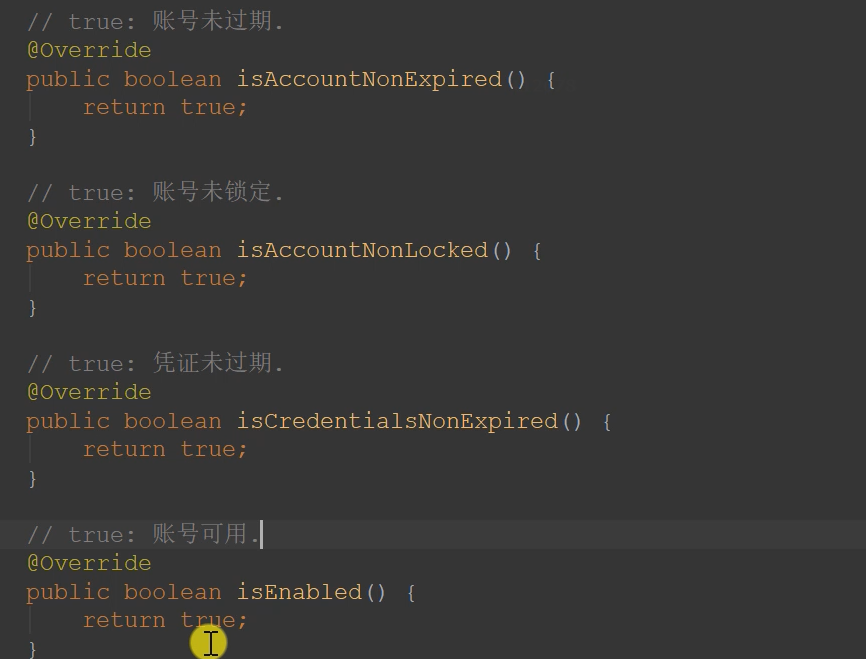 // true: 账号未过期.
@Override
public boolean isAccountNonExpired() {
    return true;
}
// true: 账号未锁定.
@Override
public boolean isAccountNonLocked() {
    return true;
}
// true: 凭证未过期.
@Override
public boolean isCredentialsNonExpired() {
    return true;
}
// true: 账号可用.
@Override
public boolean isEnabled() {
    return true;
}